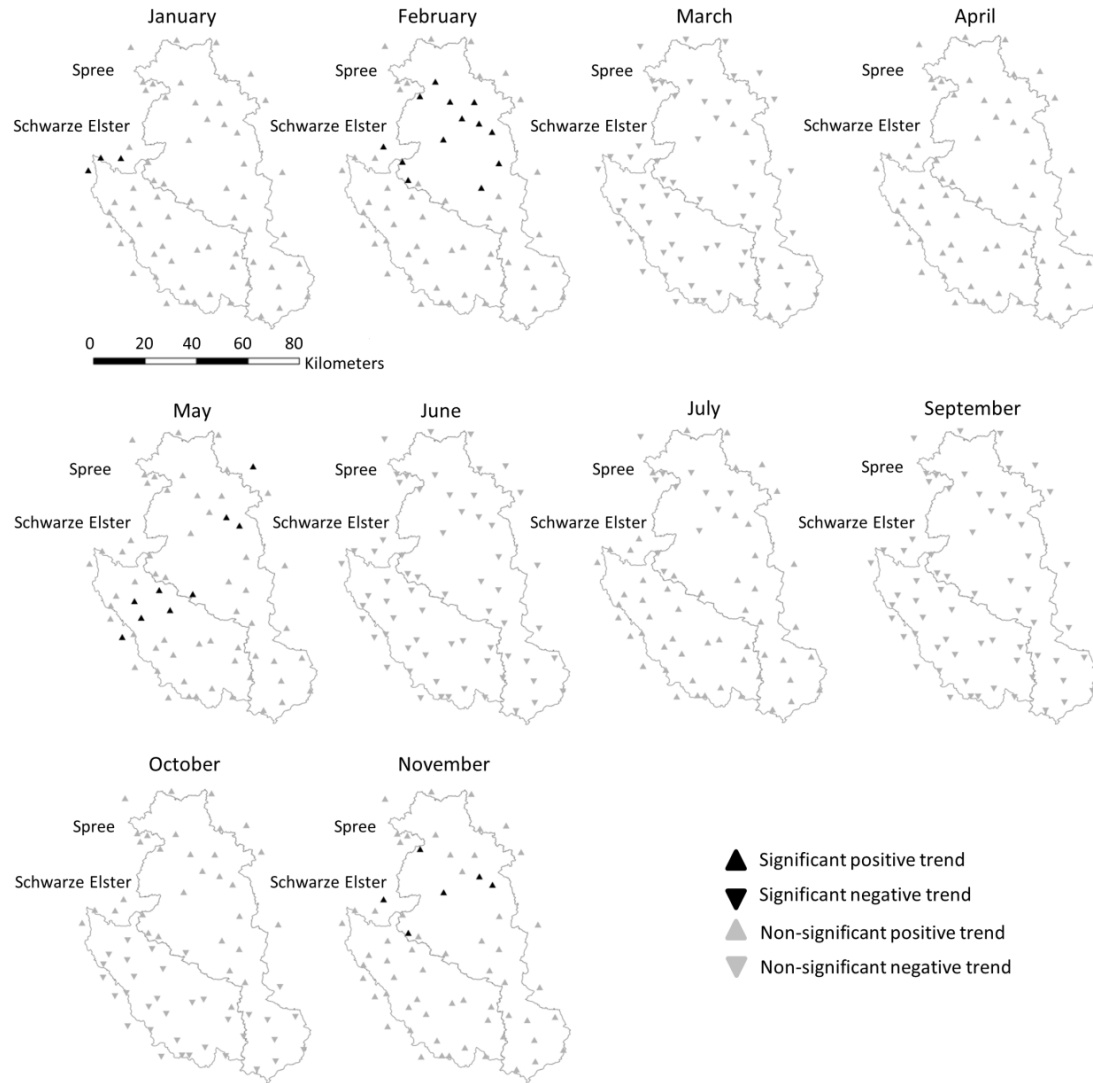 January February March April
Spree Spree Spree Spree
Schwarze Elster Schwarze Elster Schwarze Elster Schwarze Elster
0 20 40 60 80
Kilometers
May June July September
Spree Spree Spree Spree
Schwarze Elster Schwarze Elster Schwarze Elster Schwarze Elster
October November
Spree Spree
Schwarze Elster Schwarze Elster
Significant positive trend
Significant negative trend
Non-significant positive trend
Non-significant negative trend